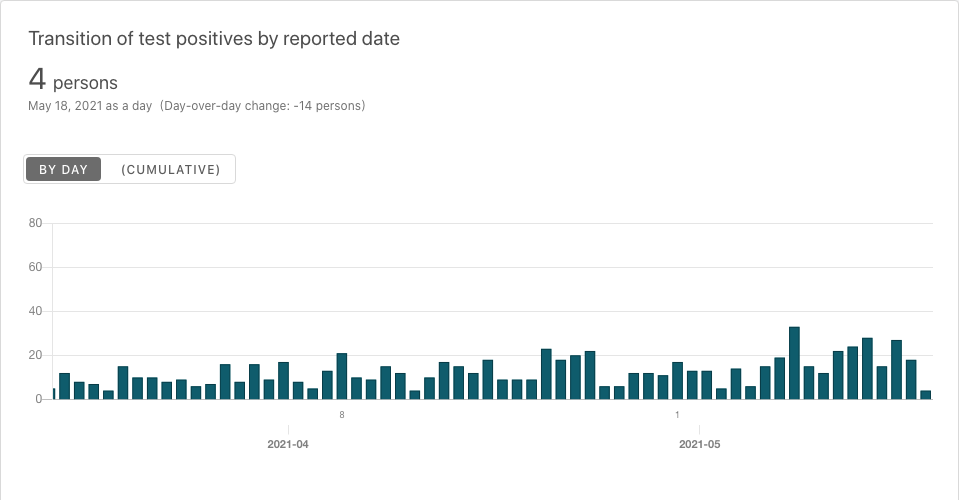 Transition of test positives by reported date
4 persons
May 18, 2021 as a day (Day-over-day change: -14 persons)
BY DAY (CUMULATIVE)
80
60
40
20
0
8 1
2021-04 2021-05